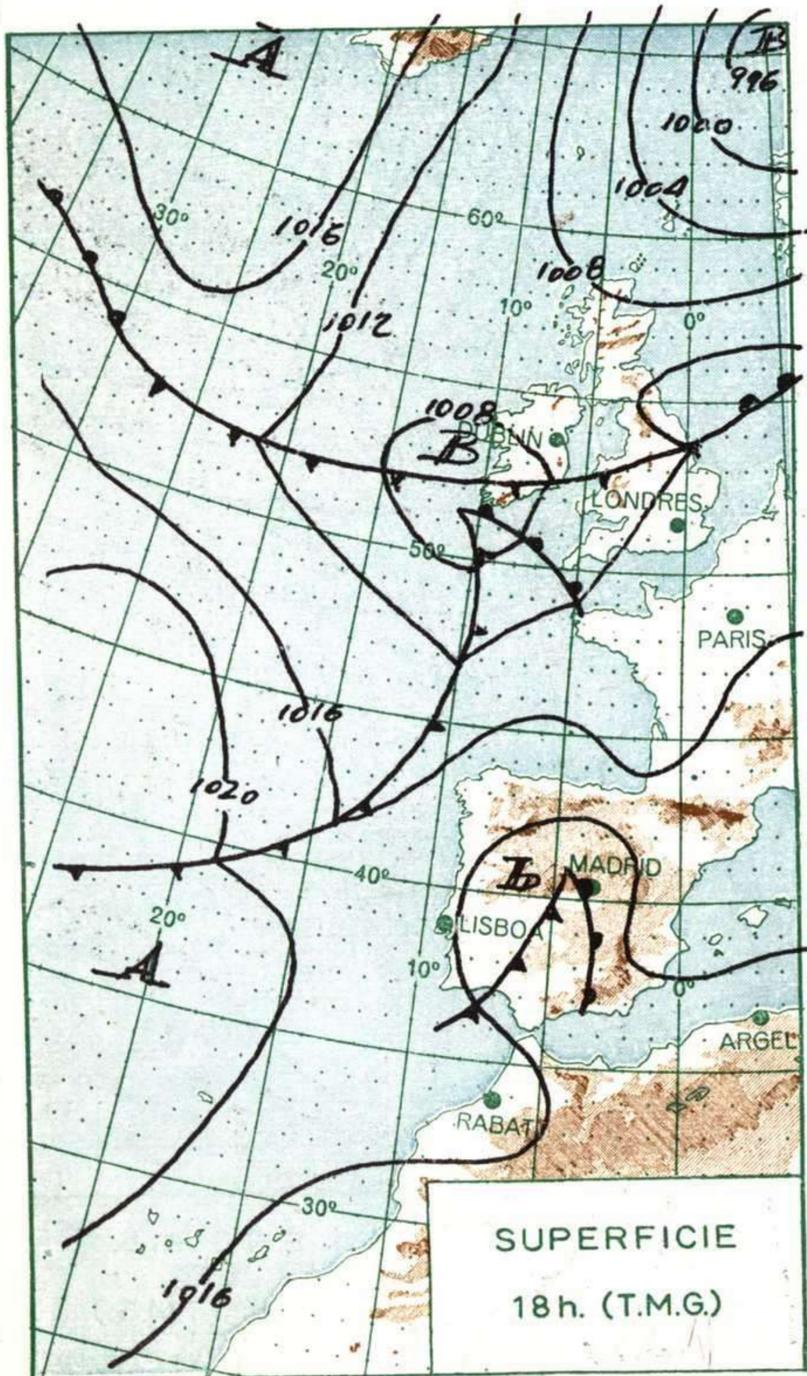 A
B
996
1000
1004
30°
1016
60°
20°
1008
10°
0°
1012
1008
DUBLIN
B
LONDRES
50°
PARIS
1016
1020
40°
B
MADRID
20°
LISBOA
A
10°
0°
ARGEL
RABAT
30°
1016
SUPERFICIE
18h. (T.M.G.)